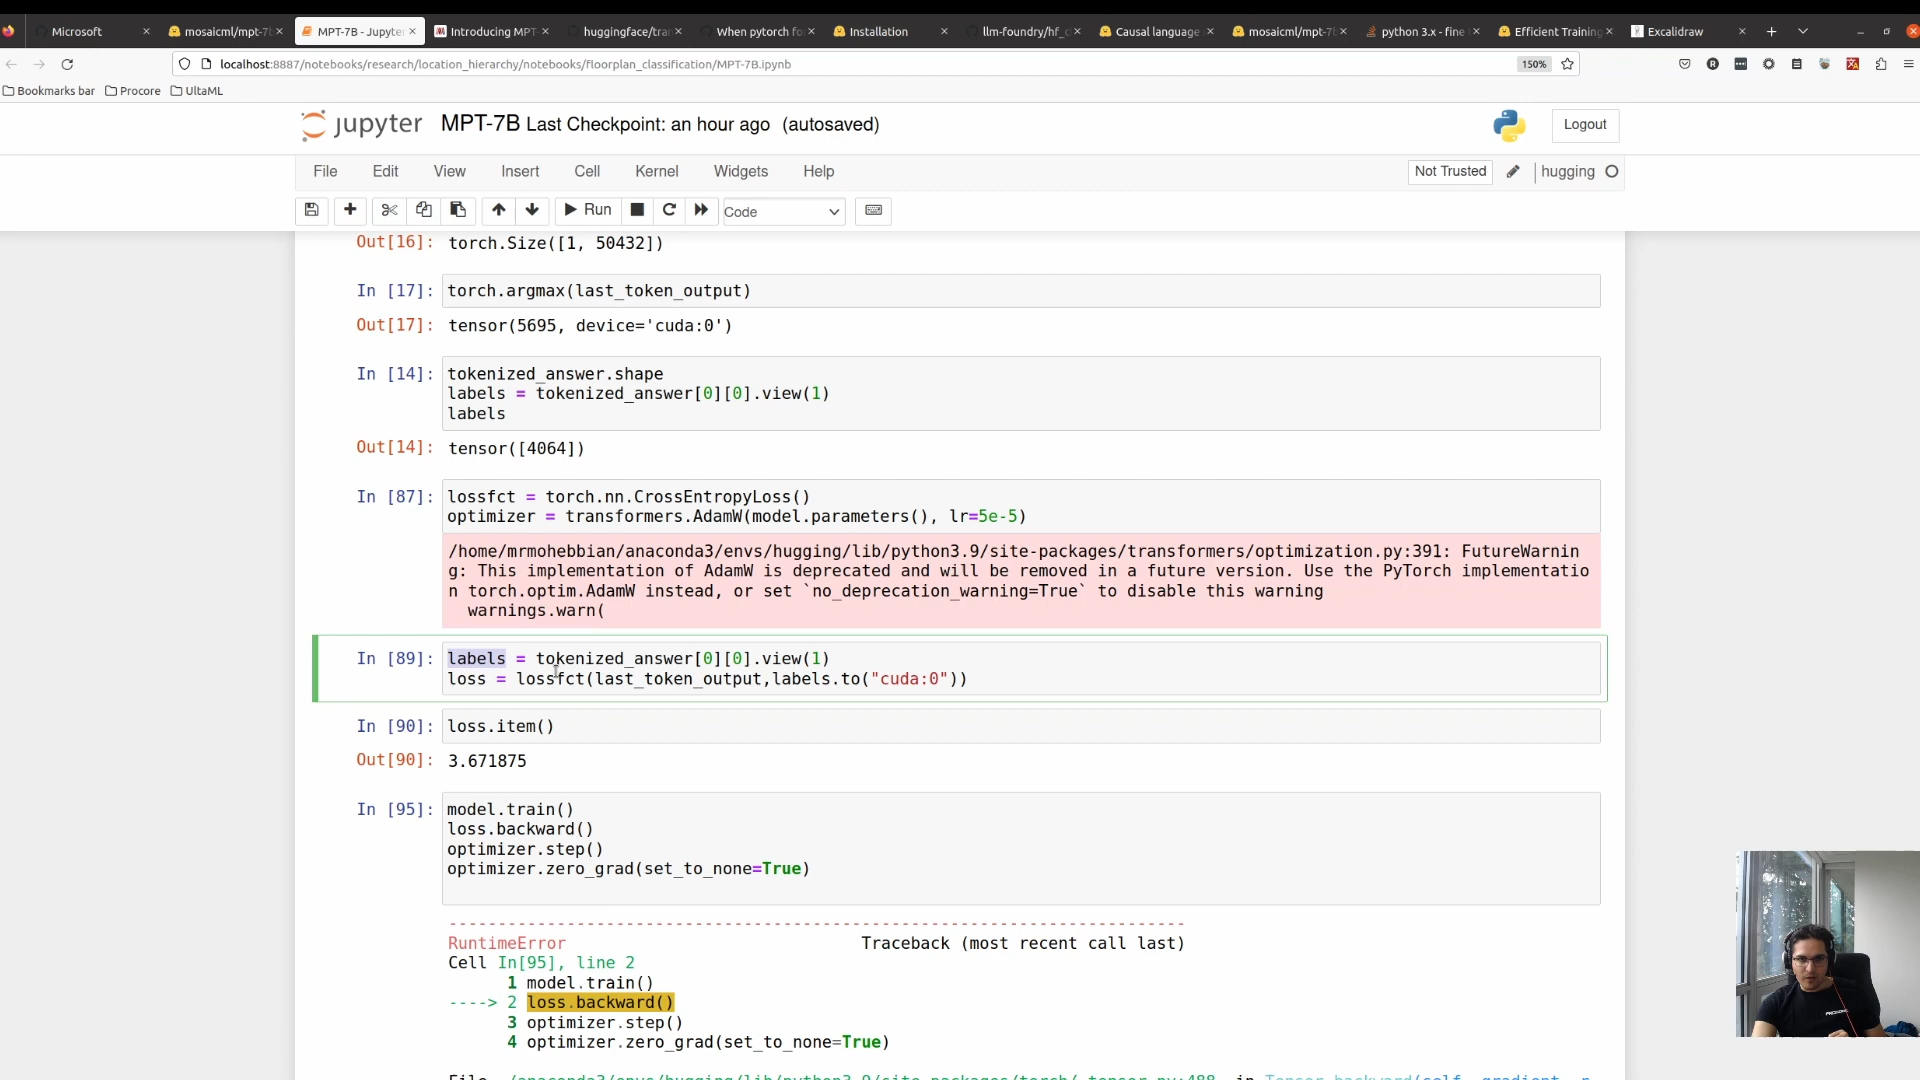 Microsoft
mosaicml/mpt-7b
MPT-7B - Jupyte
Introducing MPT-
huggingface/tra
When pytorch fo
Installation
llm-foundry/hf_c
Causal language
mosaicml/mpt-7b
python 3.x - fine
Efficient Training
Excalidraw
localhost:8887/notebooks/research/location_hierarchy/notebooks/floorplan_classification/MPT-7B.ipynb
150%
Bookmarks bar
Procore
UltaML
jupyter MPT-7B Last Checkpoint: an hour ago (autosaved)
Logout
File Edit View Insert Cell Kernel Widgets Help
Not Trusted
hugging
Run
Code
Out[16]: torch.Size([1, 50432])
In [17]: torch.argmax(last_token_output)
Out[17]: tensor(5695, device='cuda:0')
In [14]: tokenized_answer.shape
labels = tokenized_answer[0][0].view(1)
labels
Out[14]: tensor([4064])
In [87]: lossfct = torch.nn.CrossEntropyLoss()
optimizer = transformers.AdamW(model.parameters(), lr=5e-5)
/home/mrmohebbian/anaconda3/envs/hugging/lib/python3.9/site-packages/transformers/optimization.py:391: FutureWarnin
g: This implementation of AdamW is deprecated and will be removed in a future version. Use the PyTorch implementatio
n torch.optim.AdamW instead, or set `no_deprecation_warning=True` to disable this warning
warnings.warn(
In [89]: labels = tokenized_answer[0][0].view(1)
loss = lossfct(last_token_output,labels.to("cuda:0"))
In [90]: loss.item()
Out[90]: 3.671875
In [95]: model.train()
loss.backward()
optimizer.step()
optimizer.zero_grad(set_to_none=True)
---------------------------------------------------------------------------
RuntimeError Traceback (most recent call last)
Cell In[95], line 2
1 model.train()
----> 2 loss.backward()
3 optimizer.step()
4 optimizer.zero_grad(set_to_none=True)